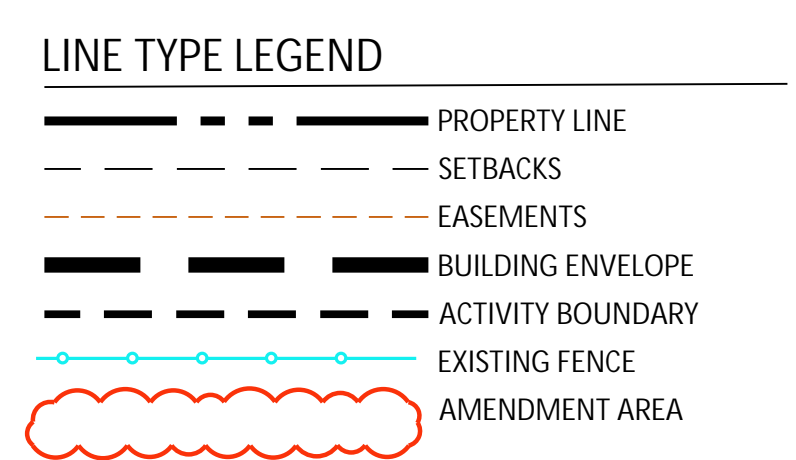 LINE TYPE LEGEND
PROPERTY LINE
SETBACKS
EASEMENTS
BUILDING ENVELOPE
ACTIVITY BOUNDARY
EXISTING FENCE
AMENDMENT AREA